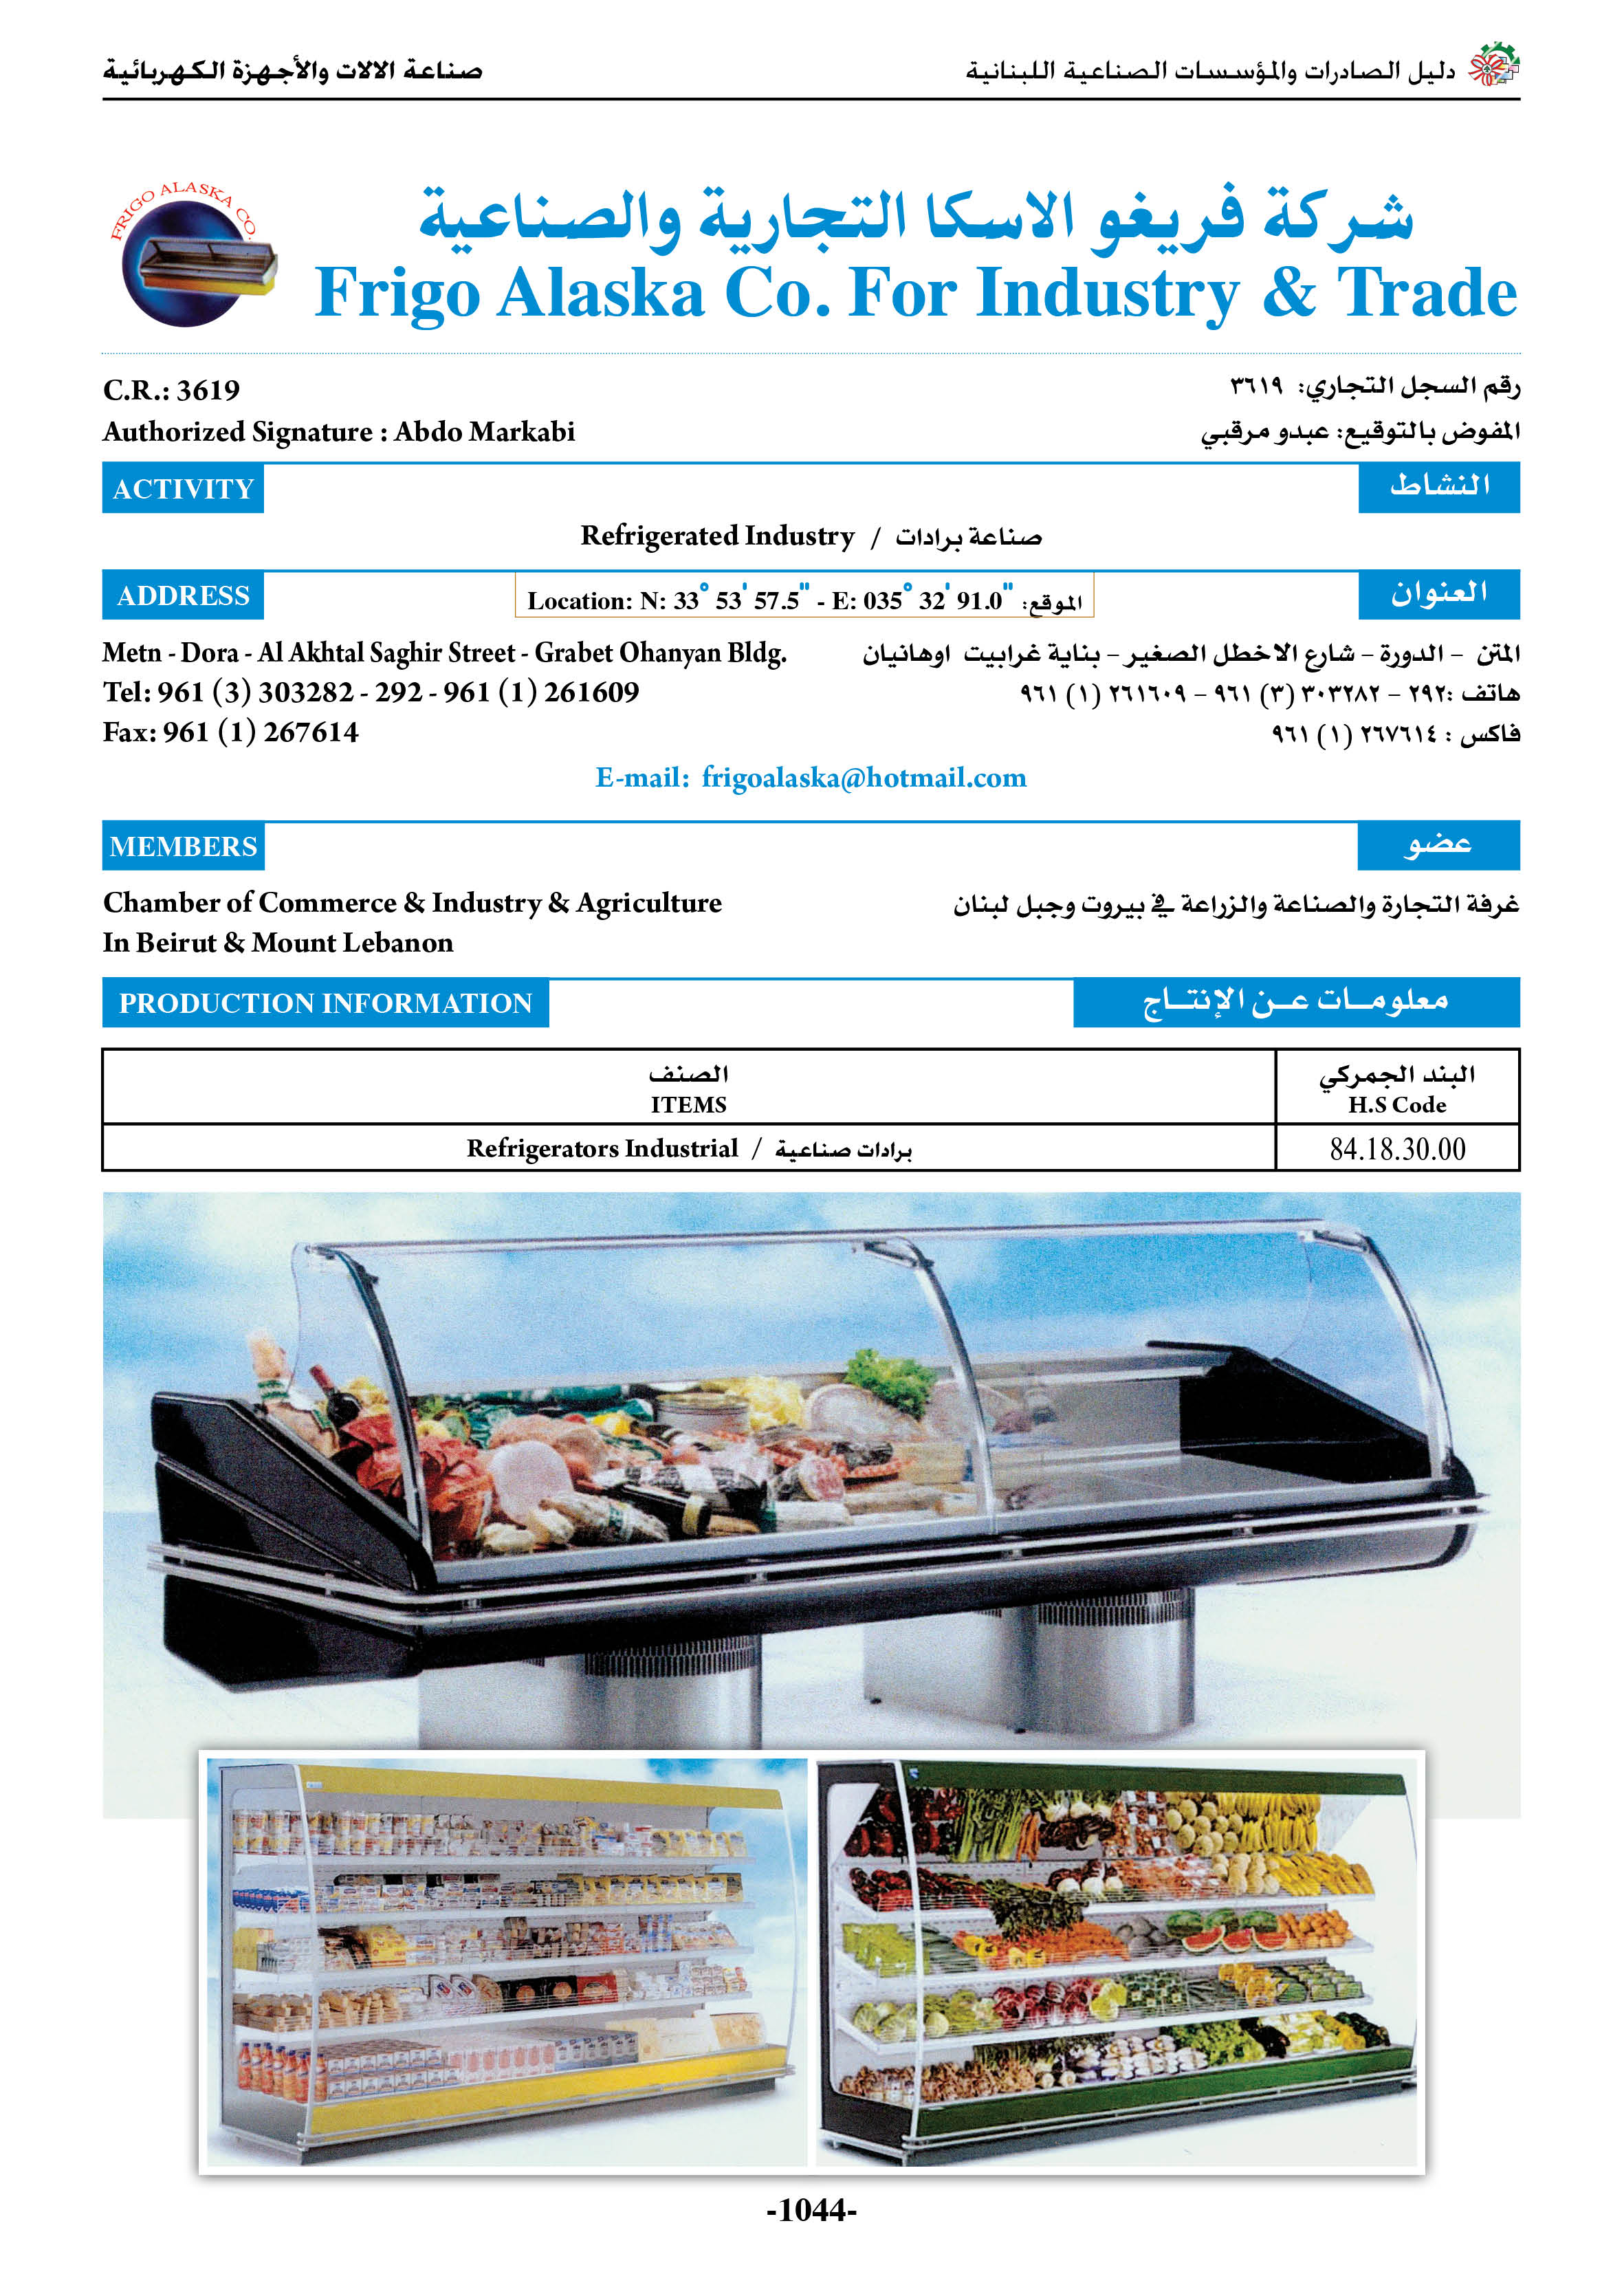 دليل الصادرات والمؤسسات الصناعية اللبنانية
صناعة الالات والأجهزة الكهربائية
FRIGO ALASKA CO.
شركة فريغو الاسكا التجارية والصناعية
Frigo Alaska Co. For Industry & Trade
C.R.: 3619
رقم السجل التجاري: ٣٦١٩
Authorized Signature : Abdo Markabi
المفوض بالتوقيع: عبدو مرقبي
ACTIVITY
النشاط
Refrigerated Industry / صناعة برادات
ADDRESS
Location: N: 33° 53' 57.5" - E: 035° 32' 91.0" الموقع:
العنوان
Metn - Dora - Al Akhtal Saghir Street - Grabet Ohanyan Bldg.
المتن - الدورة - شارع الاخطل الصغير - بناية غرابيت اوهانيان
Tel: 961 (3) 303282 - 292 - 961 (1) 261609
هاتف :٢٩٢ - ٣٠٣٢٨٢ (٣) ٩٦١ - ٢٦١٦٠٩ (١) ٩٦١
Fax: 961 (1) 267614
فاكس : ٢٦٧٦١٤ (١) ٩٦١
E-mail: frigoalaska@hotmail.com
MEMBERS
عضو
Chamber of Commerce & Industry & Agriculture
In Beirut & Mount Lebanon
غرفة التجارة والصناعة والزراعة في بيروت وجبل لبنان
PRODUCTION INFORMATION
معلومـات عـن الإنتـاج
الصنف
ITEMS
البند الجمركي
H.S Code
Refrigerators Industrial / برادات صناعية
84.18.30.00
-1044-